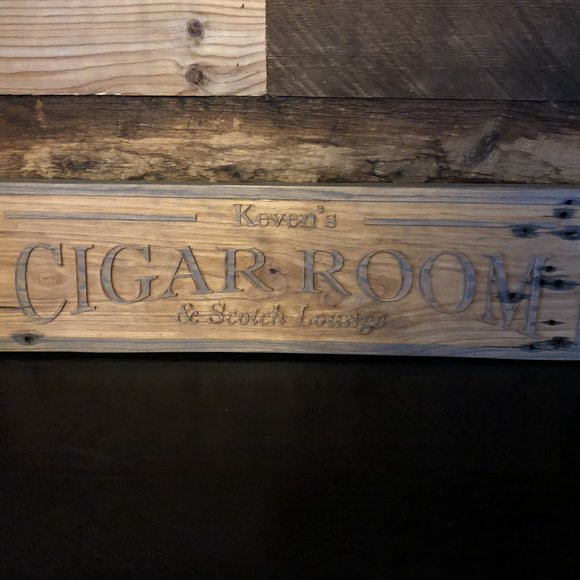 Keven's
CIGAR ROOM
& Scotch Lounge